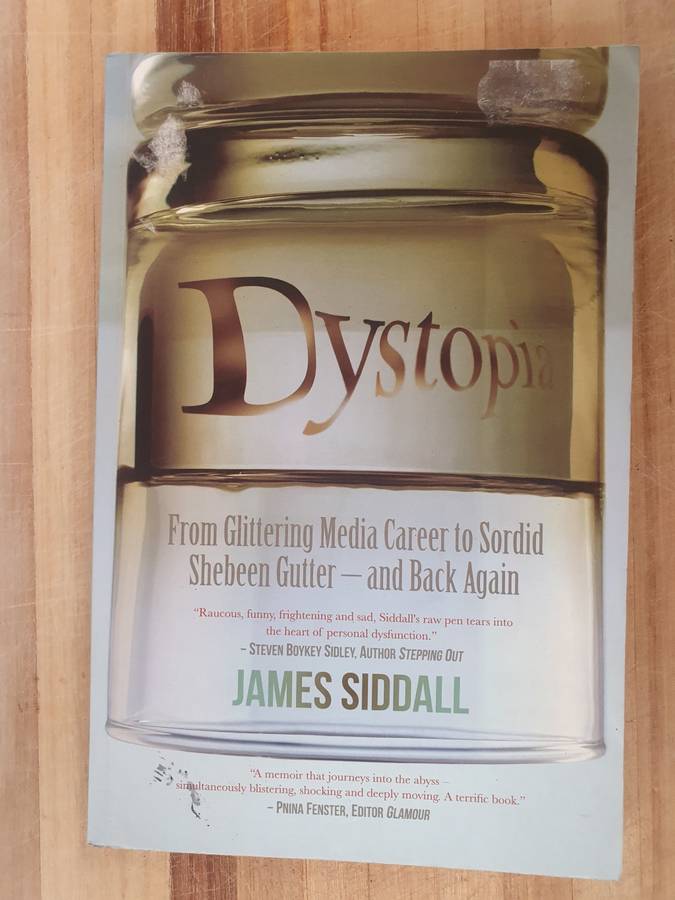 Dystopia
From Glittering Media Career to Sordid
Shebeen Gutter – and Back Again
“Raucous, funny, frightening and sad, Siddall's raw pen tears into
the heart of personal dysfunction.”
– Steven Boykey Sidley, Author Stepping Out
JAMES SIDDALL
“A memoir that journeys into the abyss –
simultaneously blistering, shocking and deeply moving. A terrific book.”
– Pnina Fenster, Editor Glamour